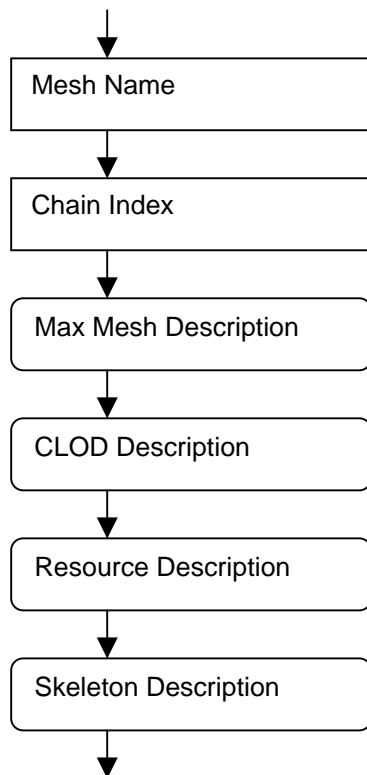 Mesh Name
Chain Index
Max Mesh Description
CLOD Description
Resource Description
Skeleton Description